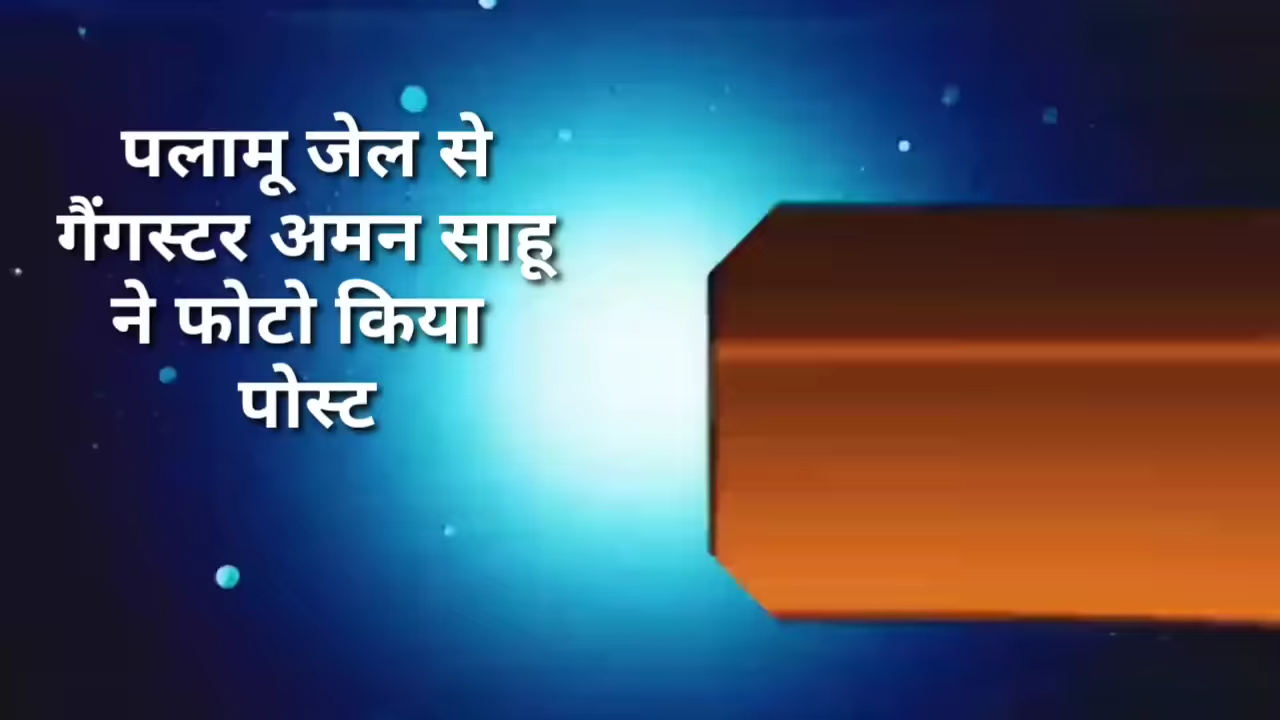 पलामू जेल से
गैंगस्टर अमन साहू
ने फोटो किया
पोस्ट